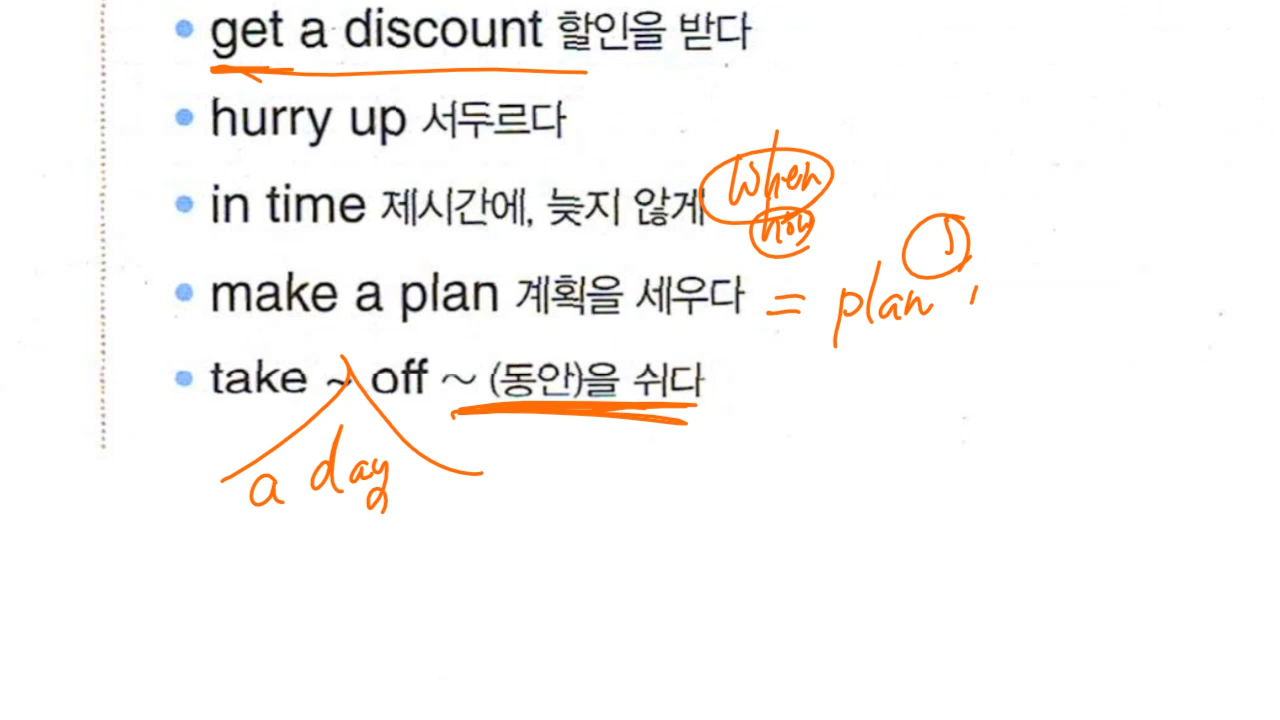 • get a discount 할인을 받다
• hurry up 서두르다
when
• in time 제시간에, 늦지 않게
how
• make a plan 계획을 세우다 = plan
• take ~ off ~ (동안)을 쉬다
a day